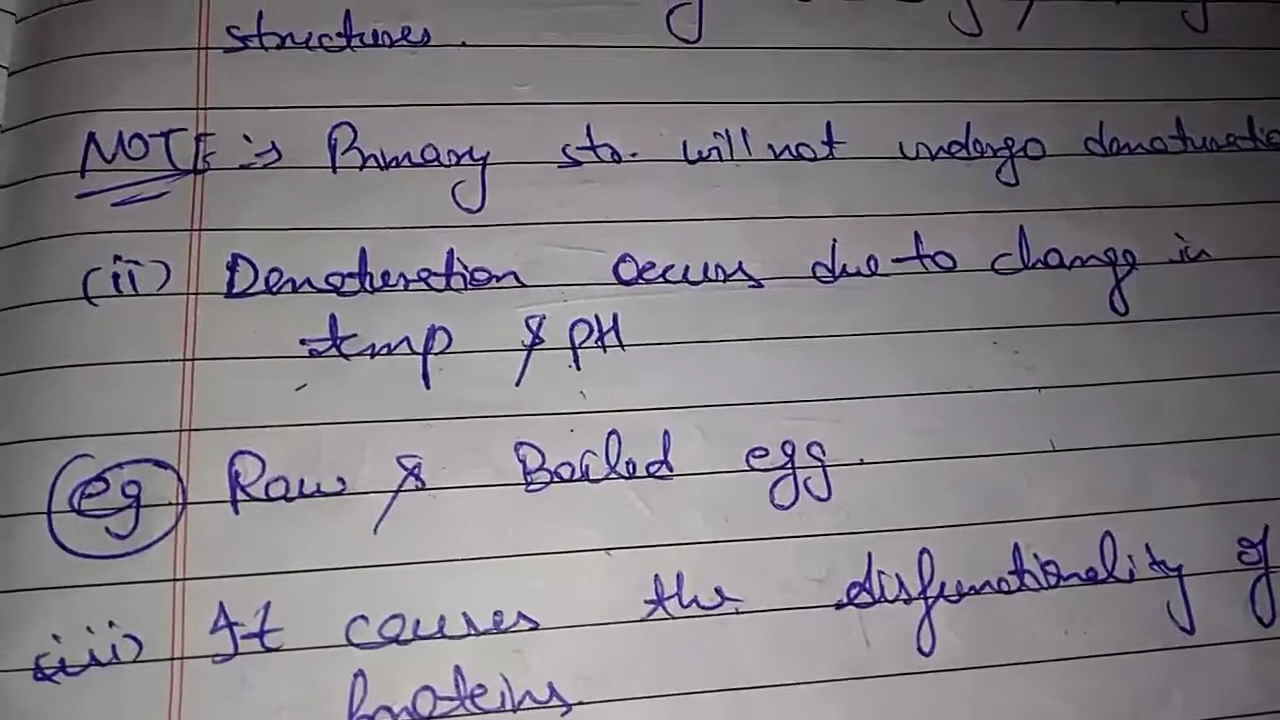 structures.
NOTE :→ Primary str. will not undergo denaturatio
(ii) Denaturation occurs due to change in
temp & PH
eg Raw & Boiled egg.
(iii) It causes the disfunctionality of
Proteins